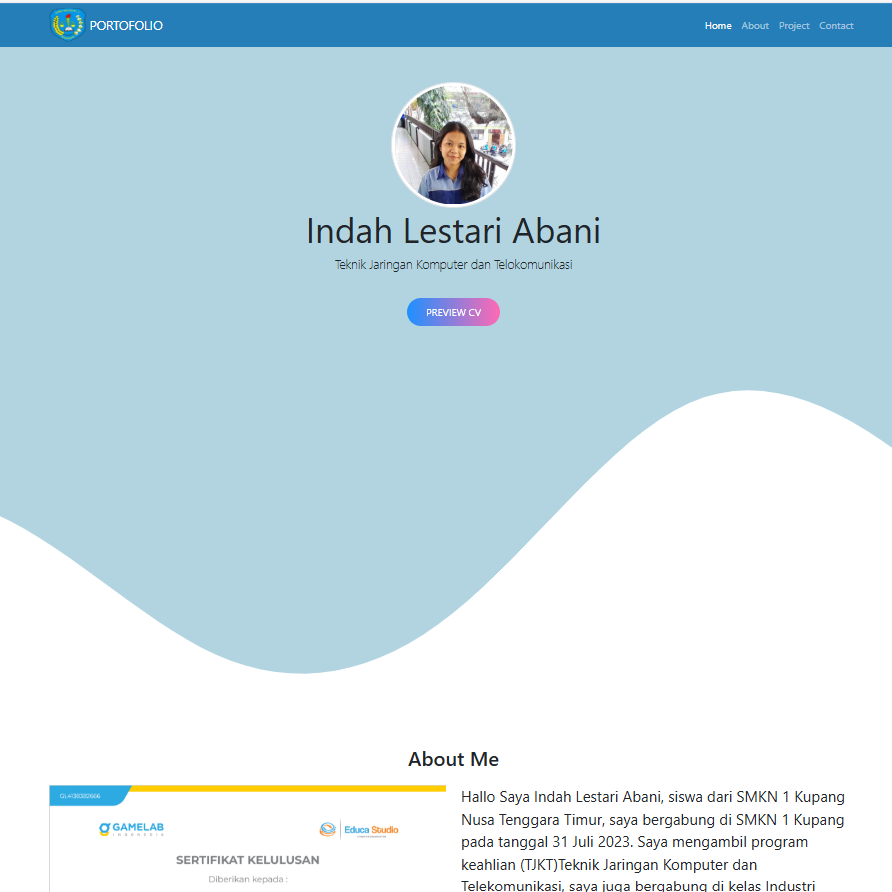 PORTOFOLIO
Home About Project Contact
Indah Lestari Abani
Teknik Jaringan Komputer dan Telokomunikasi
PREVIEW CV
About Me
GAMELAB
INDONESIA
Educa Studio
SERTIFIKAT KELULUSAN
Diberikan kepada :
Hallo Saya Indah Lestari Abani, siswa dari SMKN 1 Kupang
Nusa Tenggara Timur, saya bergabung di SMKN 1 Kupang
pada tanggal 31 Juli 2023. Saya mengambil program
keahlian (TJKT)Teknik Jaringan Komputer dan
Telekomunikasi, saya juga bergabung di kelas Industri